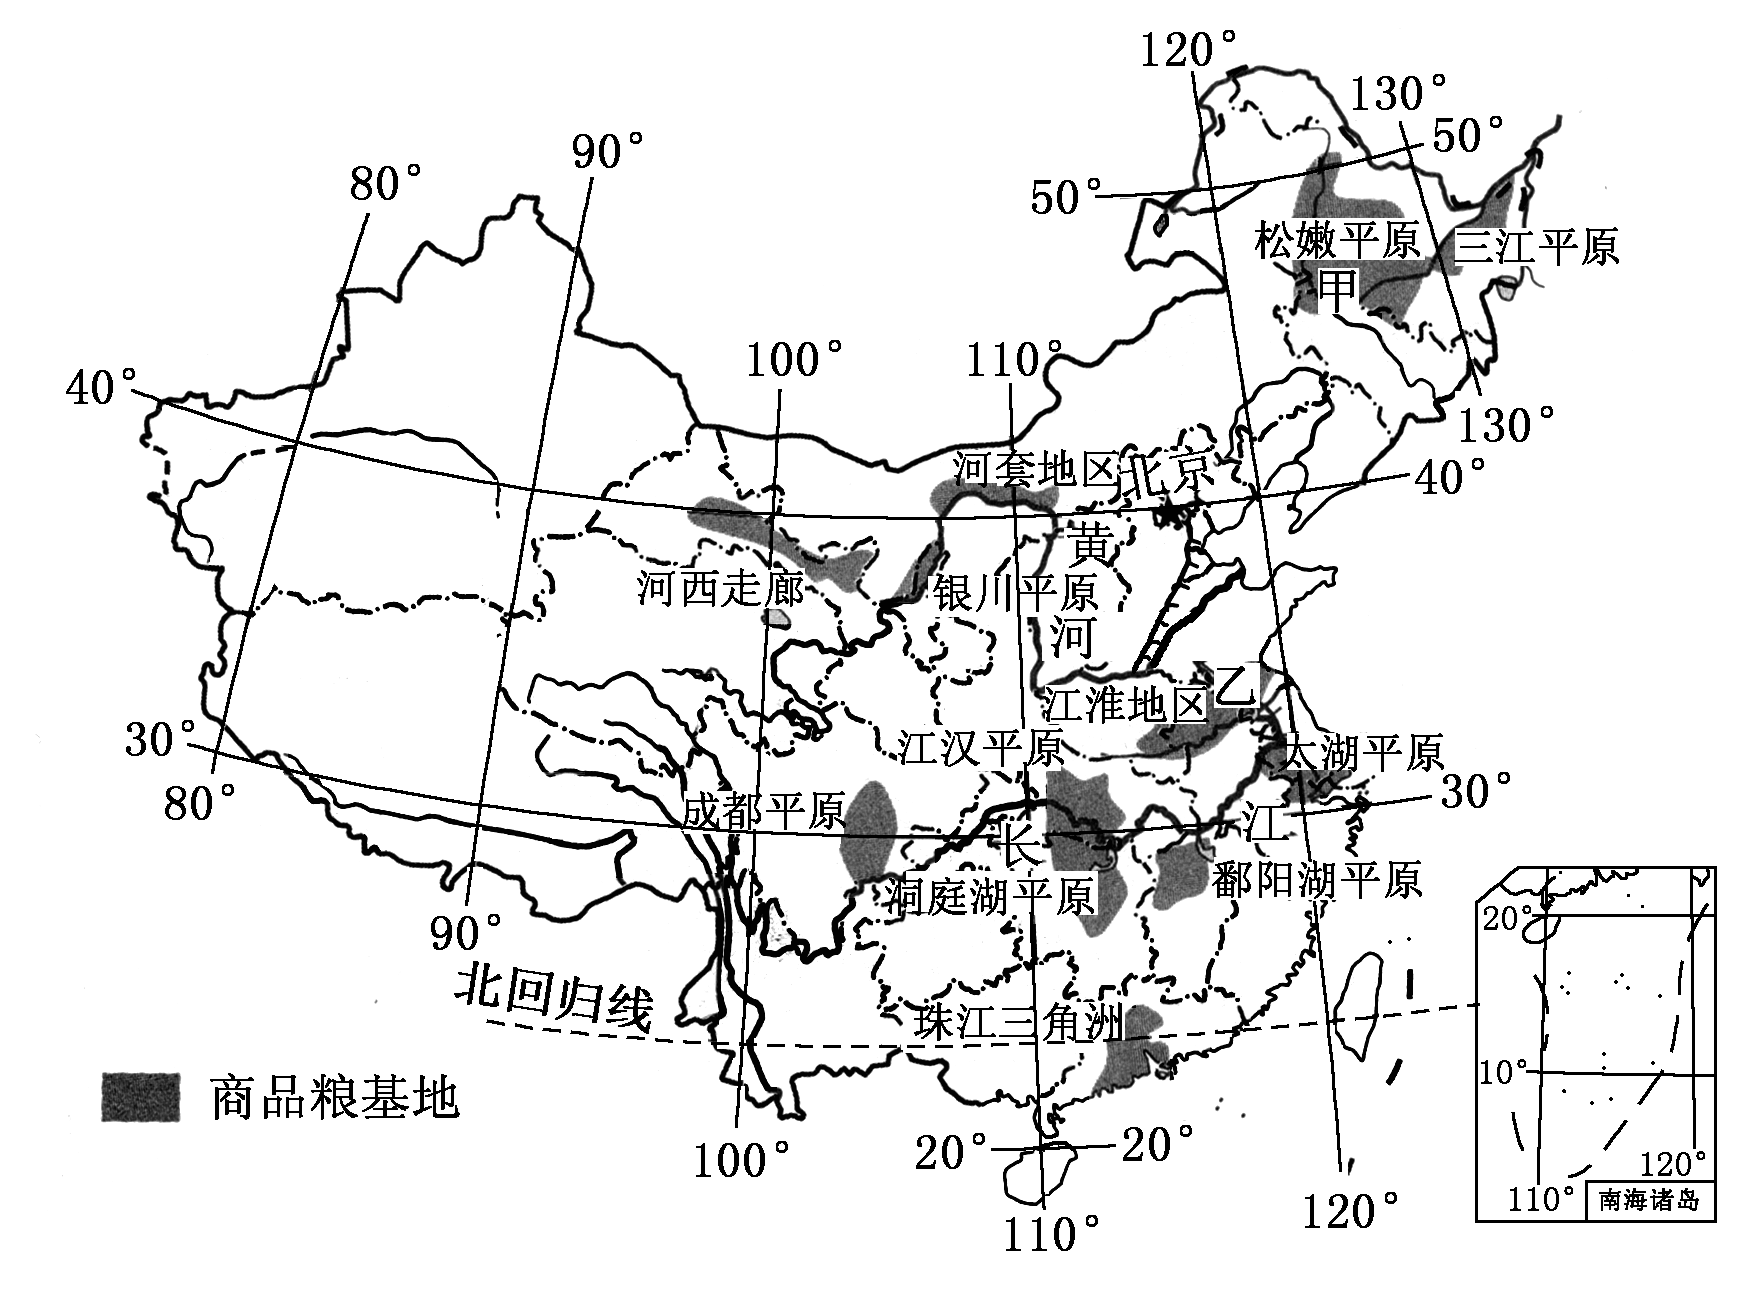 120°
130°
50°
50°
90°
80°
松嫩平原
三江平原
甲
100°
110°
40°
130°
河套地区
北京
40°
黄
河西走廊
银川平原
河
江淮地区
乙
30°
江汉平原
太湖平原
80°
成都平原
长
江
30°
洞庭湖平原
鄱阳湖平原
90°
北回归线
珠江三角洲
商品粮基地
100°
20°
20°
110°
120°
20°
10°
120°
110°
南海诸岛